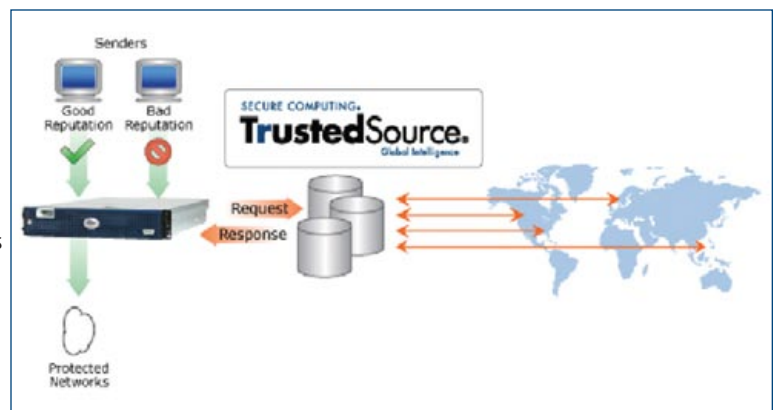 Senders
Good
Reputation
Bad
Reputation
SECURE COMPUTING.
TrustedSource.
Global Intelligence
Request
Response
s
Protected
Networks